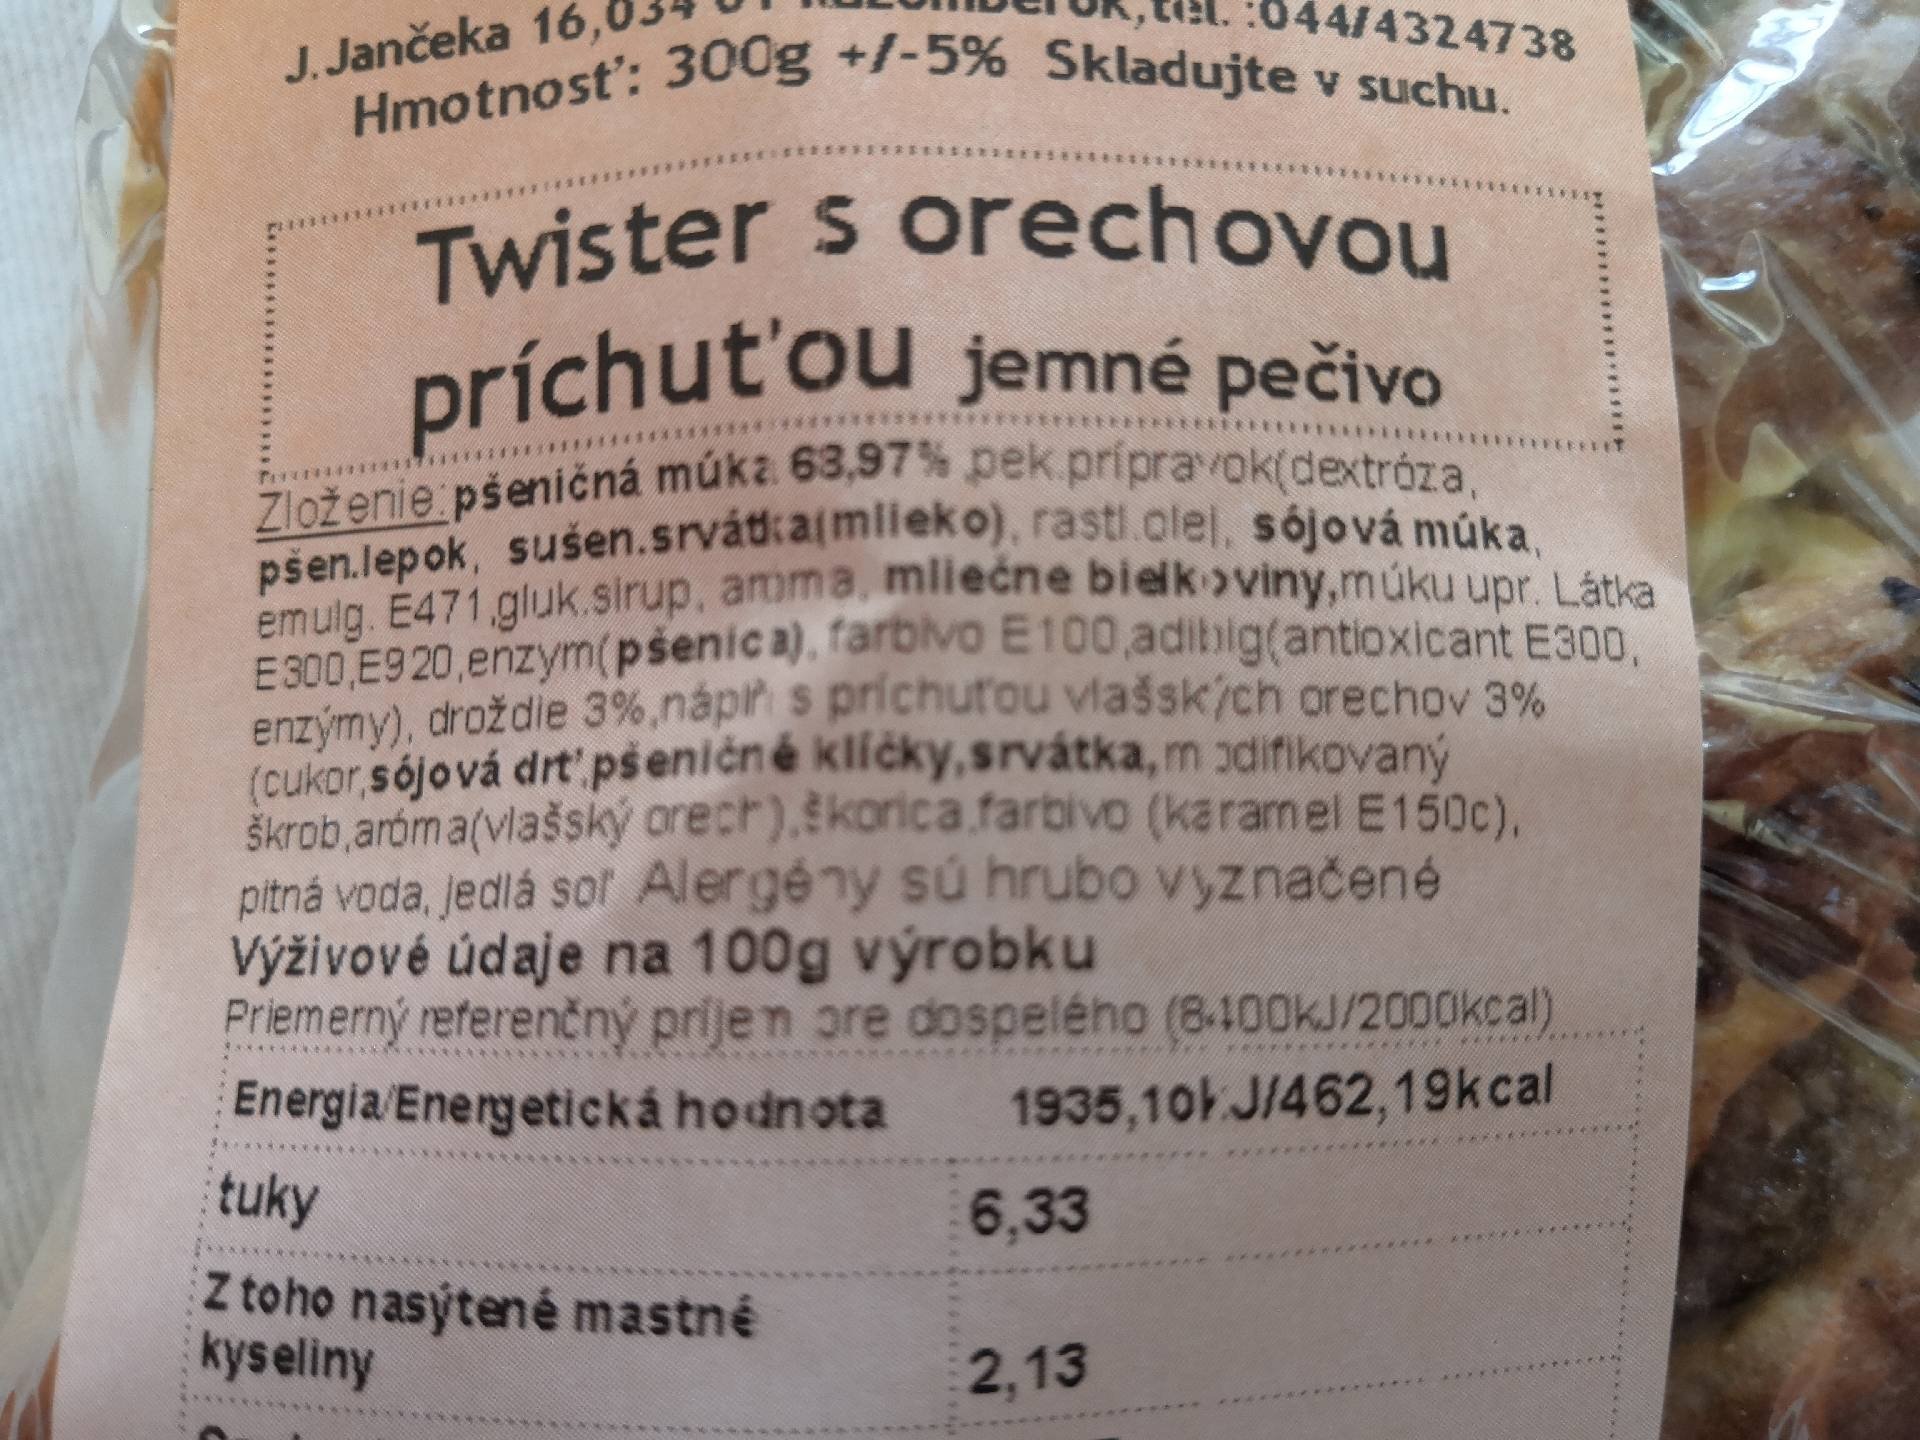 J. Jančeka 16,034 tel. :044/4324738
Hmotnosť: 300g +/-5% Skladujte v suchu.
Twister s orechovou
príchuťou jemné pečivo
Zloženie: pšeničná múka 63,97% ,pek.prípravok(dextróza,
pšen.lepok, sušen.srvátka(mlieko), rastl.olej, sójová múka,
emulg. E471,gluk.sirup, aroma, mliečne bielkoviny,múku upr. Látka
E300,E920,enzym(pšenica), farbivo E100,adibig(antioxicant E300,
enzýmy), droždie 3%,náplň s príchuťou vlašských orechov 3%
(cukor,sójová drť,pšeničné klíčky,srvátka,modifikovaný
škrob,aróma(vlašský orech),škorica,farbivo (karamel E150c),
pitná voda, jedlá soľ Alergény sú hrubo vyznačené
Výživové údaje na 100g výrobku
Priemerný referenčný príjem pre dospelého (8400kJ/2000kcal)
Energia/Energetická hodnota 1935,10kJ/462,19kcal
tuky 6,33
Z toho nasýtené mastné
kyseliny 2,13